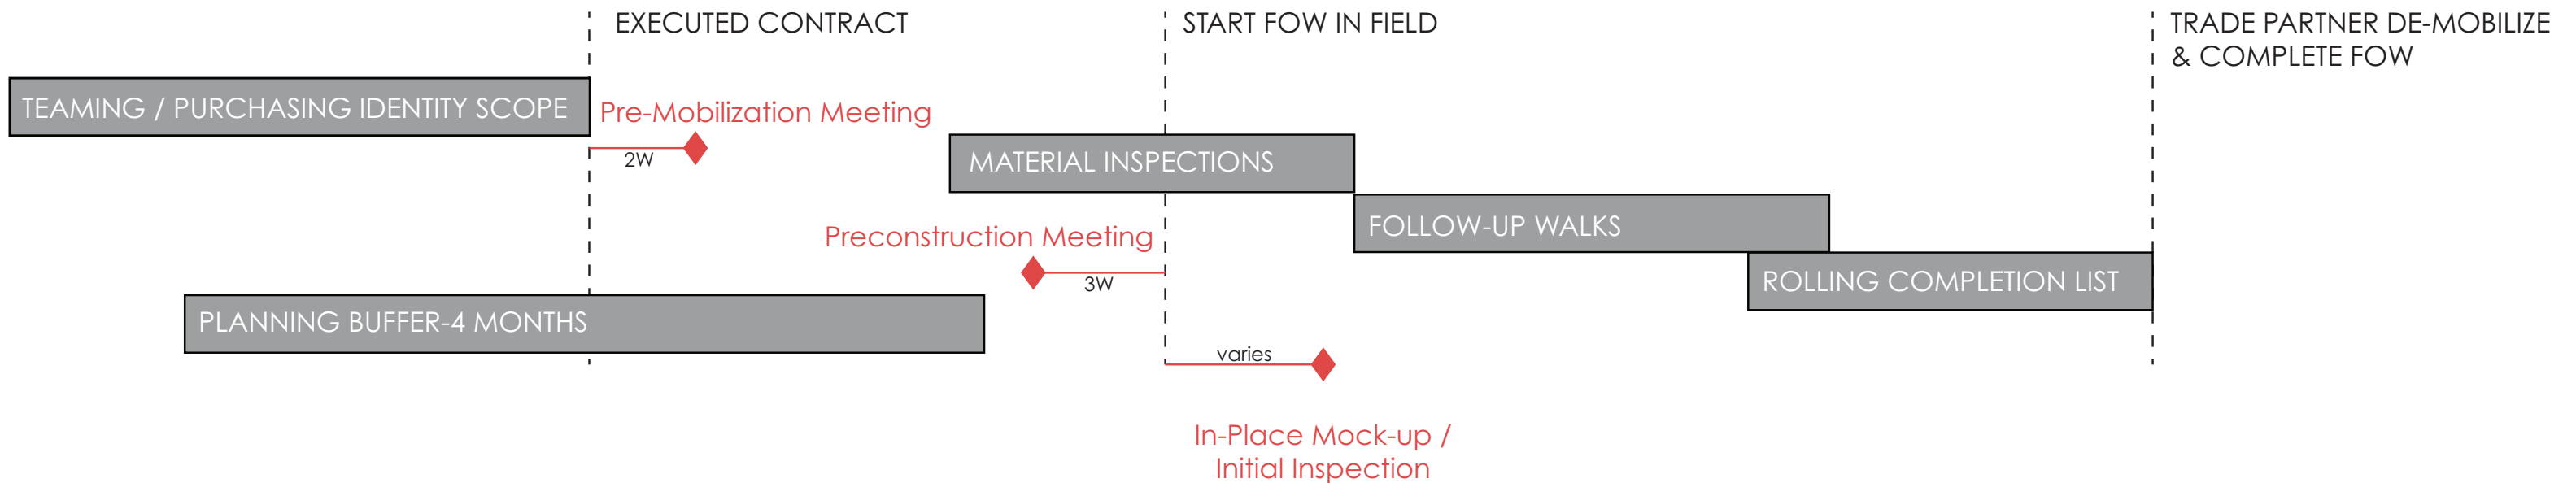 EXECUTED CONTRACT
START FOW IN FIELD
TRADE PARTNER DE-MOBILIZE
& COMPLETE FOW
TEAMING / PURCHASING IDENTITY SCOPE
Pre-Mobilization Meeting
2W
MATERIAL INSPECTIONS
FOLLOW-UP WALKS
Preconstruction Meeting
3W
ROLLING COMPLETION LIST
PLANNING BUFFER-4 MONTHS
varies
In-Place Mock-up /
Initial Inspection